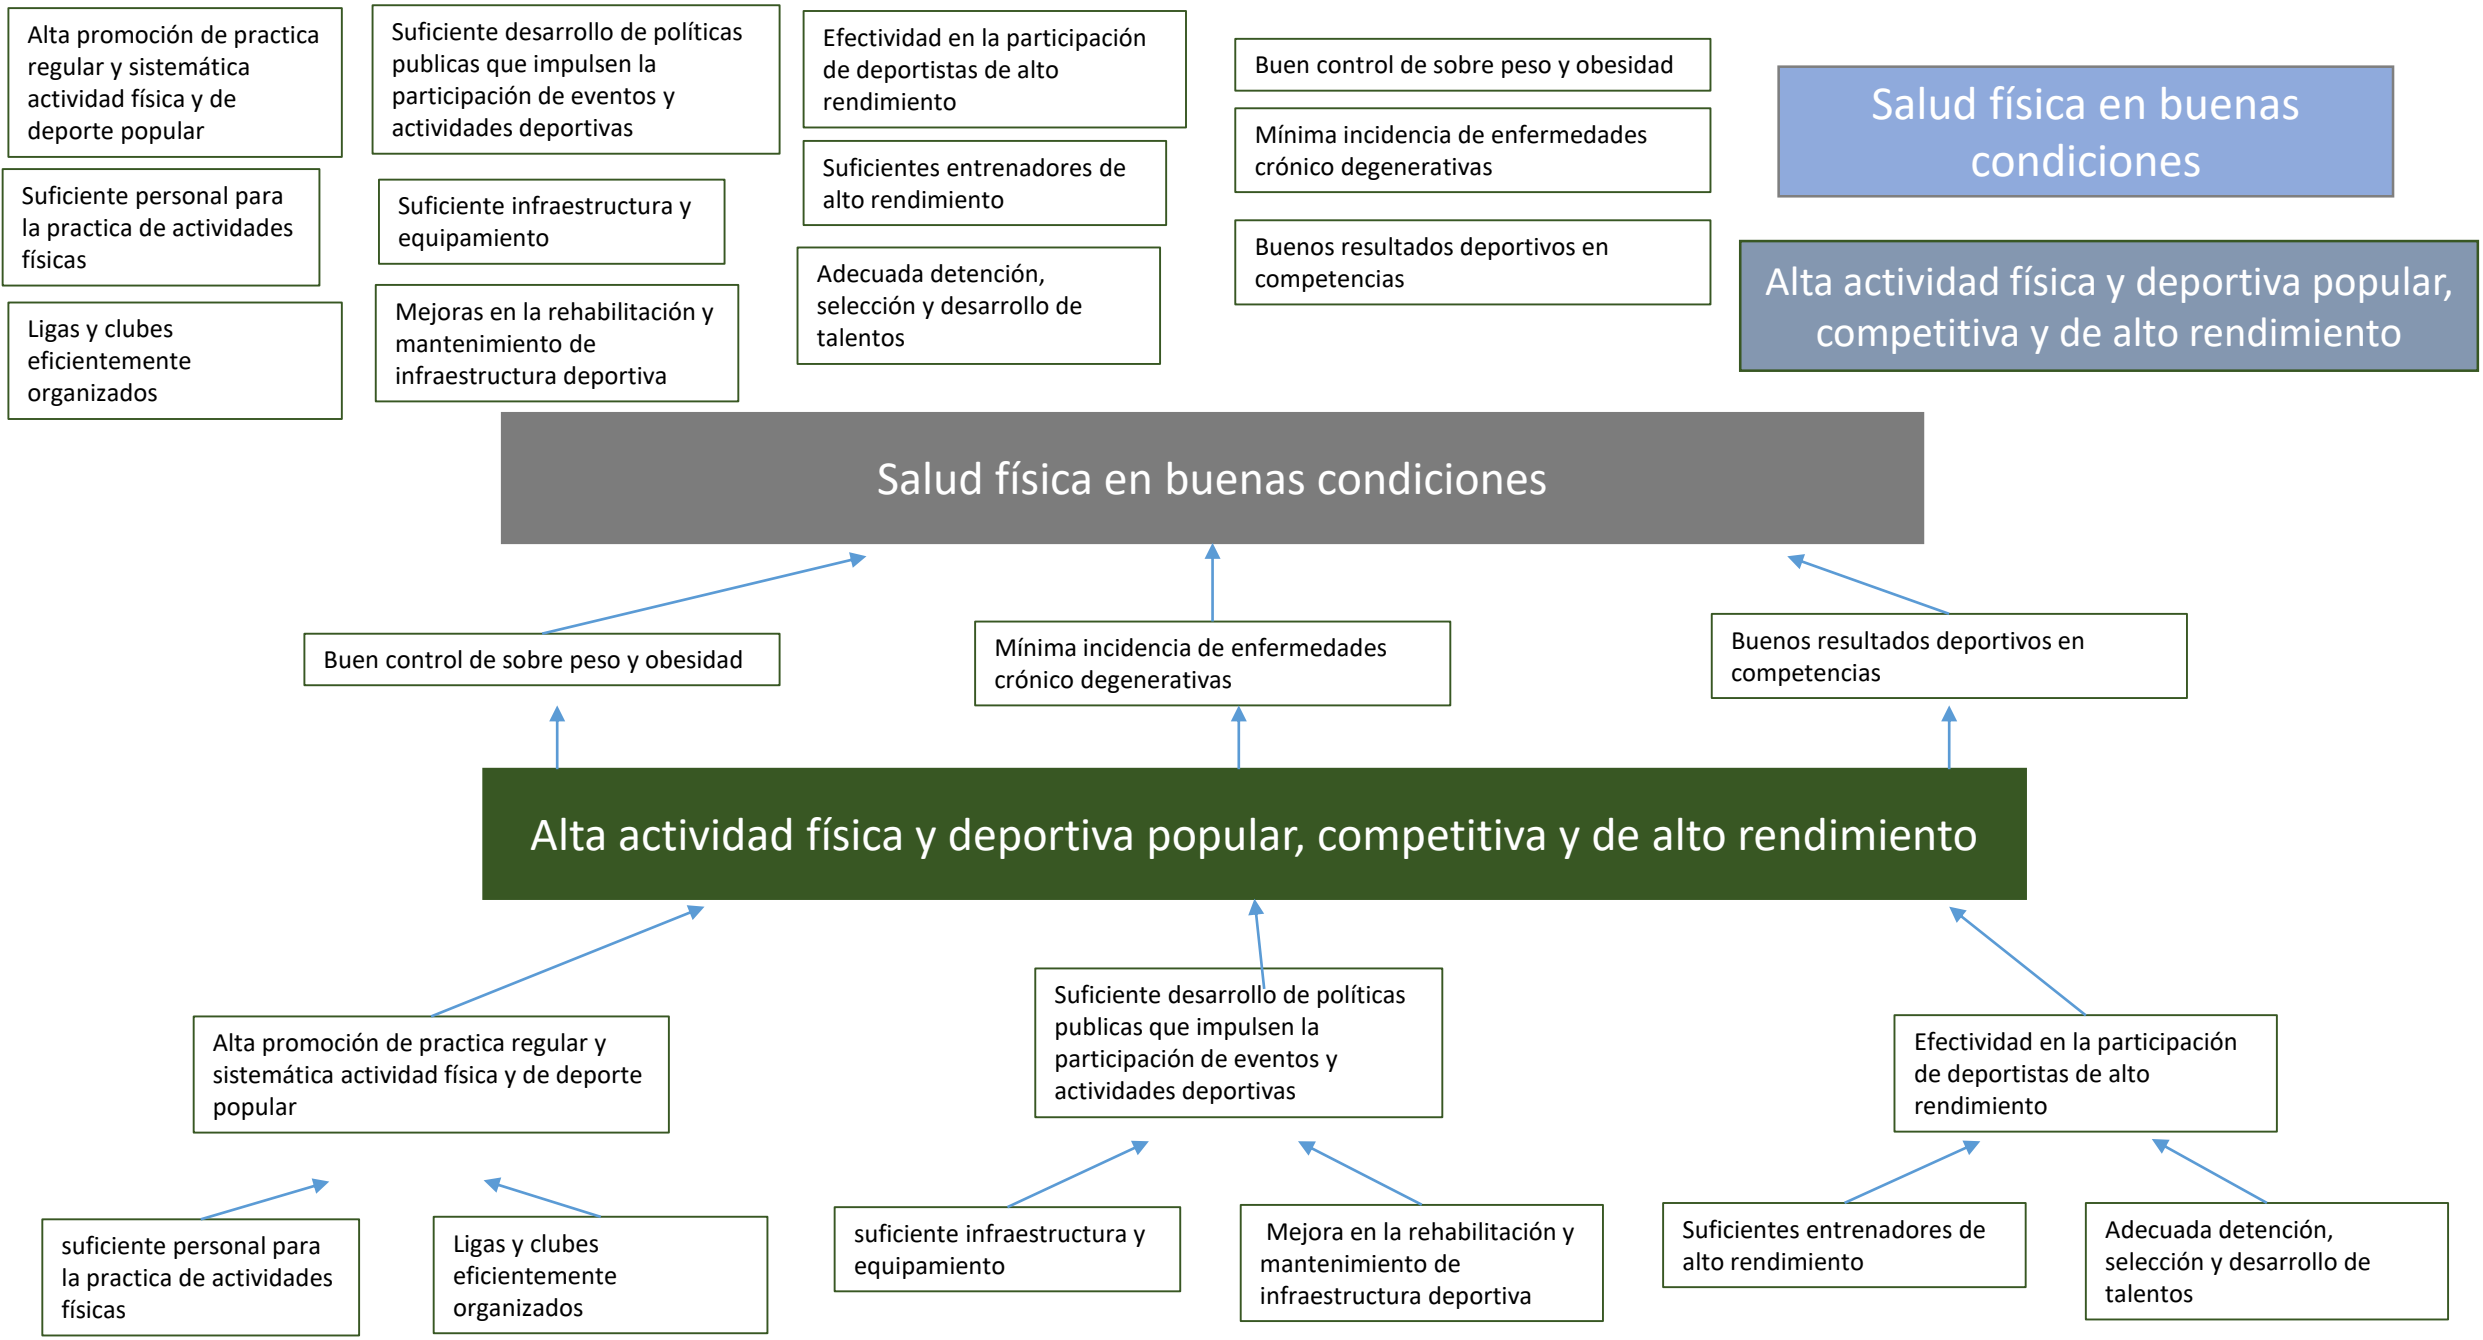 Alta promoción de practica
regular y sistemática
actividad física y de
deporte popular
Suficiente personal para
la practica de actividades
físicas
Ligas y clubes
eficientemente
organizados
Suficiente desarrollo de políticas
publicas que impulsen la
participación de eventos y
actividades deportivas
Suficiente infraestructura y
equipamiento
Mejoras en la rehabilitación y
mantenimiento de
infraestructura deportiva
Efectividad en la participación
de deportistas de alto
rendimiento
Suficientes entrenadores de
alto rendimiento
Adecuada detención,
selección y desarrollo de
talentos
Buen control de sobre peso y obesidad
Mínima incidencia de enfermedades
crónico degenerativas
Buenos resultados deportivos en
competencias
Salud física en buenas
condiciones
Alta actividad física y deportiva popular,
competitiva y de alto rendimiento
Salud física en buenas condiciones
Buen control de sobre peso y obesidad
Mínima incidencia de enfermedades
crónico degenerativas
Buenos resultados deportivos en
competencias
Alta actividad física y deportiva popular, competitiva y de alto rendimiento
Alta promoción de practica regular y
sistemática actividad física y de deporte
popular
Suficiente desarrollo de políticas
publicas que impulsen la
participación de eventos y
actividades deportivas
Efectividad en la participación
de deportistas de alto
rendimiento
suficiente personal para
la practica de actividades
físicas
Ligas y clubes
eficientemente
organizados
suficiente infraestructura y
equipamiento
Mejora en la rehabilitación y
mantenimiento de
infraestructura deportiva
Suficientes entrenadores de
alto rendimiento
Adecuada detención,
selección y desarrollo de
talentos